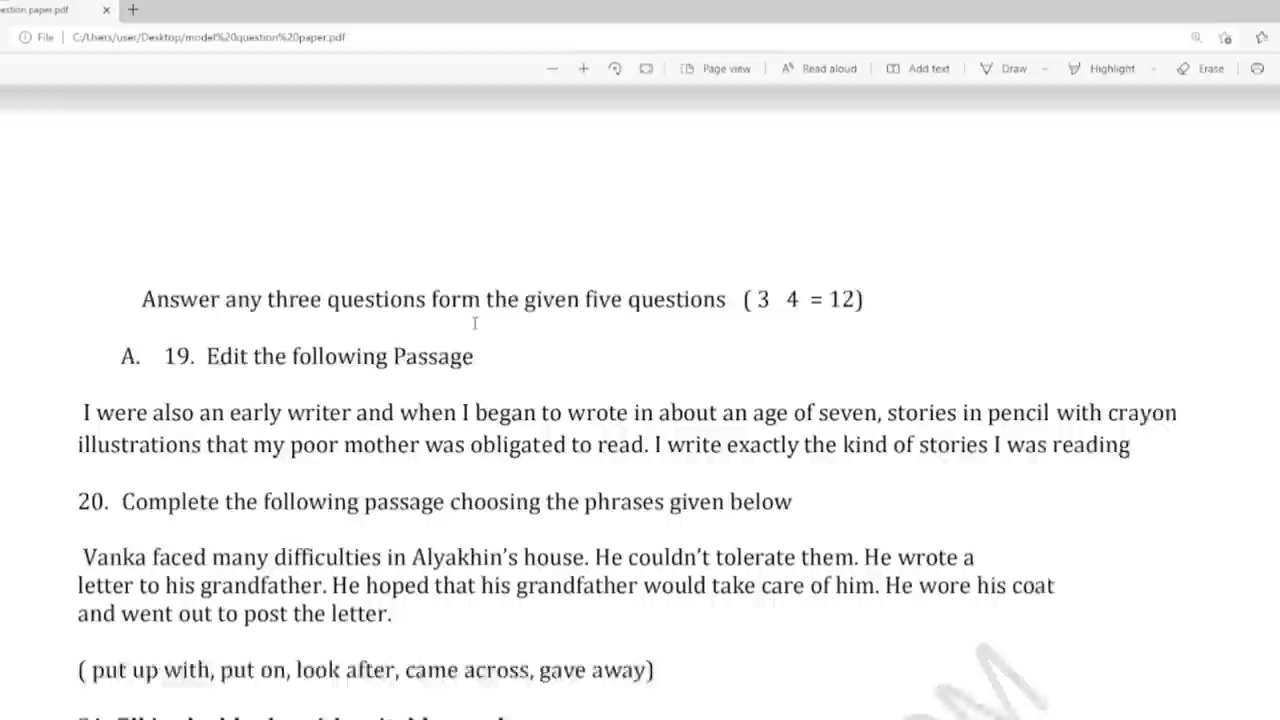 estion paper.pdf
File | C:/Users/user/Desktop/model%20question%20paper.pdf
Page view | Read aloud | Add text | Draw Highlight Erase
Answer any three questions form the given five questions ( 3 4 = 12)
A. 19. Edit the following Passage
I were also an early writer and when I began to wrote in about an age of seven, stories in pencil with crayon
illustrations that my poor mother was obligated to read. I write exactly the kind of stories I was reading
20. Complete the following passage choosing the phrases given below
Vanka faced many difficulties in Alyakhin’s house. He couldn’t tolerate them. He wrote a
letter to his grandfather. He hoped that his grandfather would take care of him. He wore his coat
and went out to post the letter.
( put up with, put on, look after, came across, gave away)